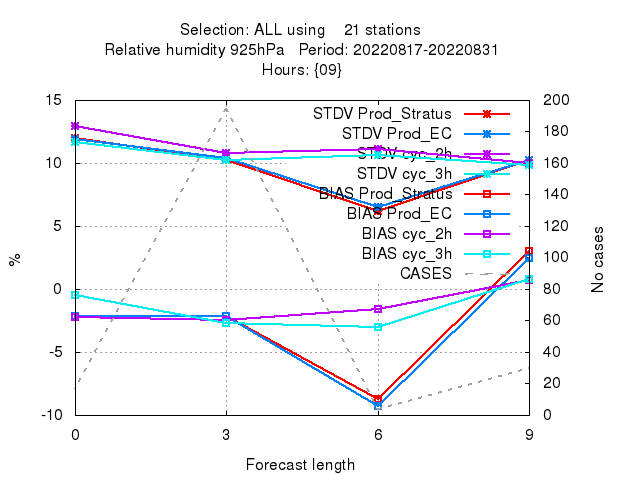 Selection: ALL using 21 stations
Relative humidity 925hPa Period: 20220817-20220831
Hours: {09}
15
10
5
0
-5
-10
%
200
180
160
140
120
100
80
60
40
20
0
No cases
STDV Prod_Stratus
STDV Prod_EC
STDV cyc_2h
STDV cyc_3h
BIAS Prod_Stratus
BIAS Prod_EC
BIAS cyc_2h
BIAS cyc_3h
CASES
0 3 6 9
Forecast length